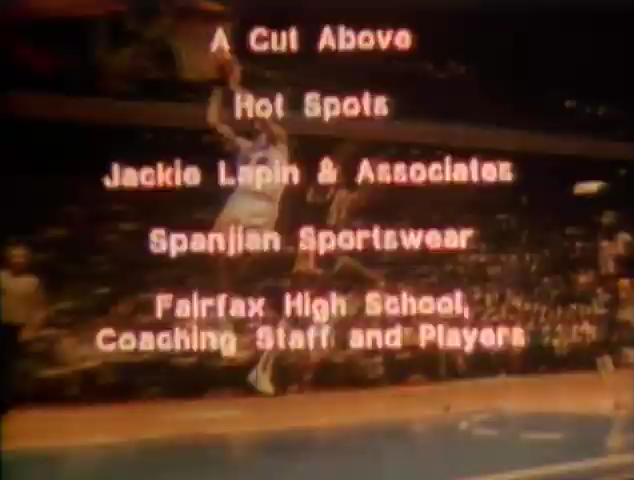 A Cut Above
Hot Spots
Jackie Lapin & Associates
Spanjian Sportswear
Fairfax High School,
Coaching Staff and Players